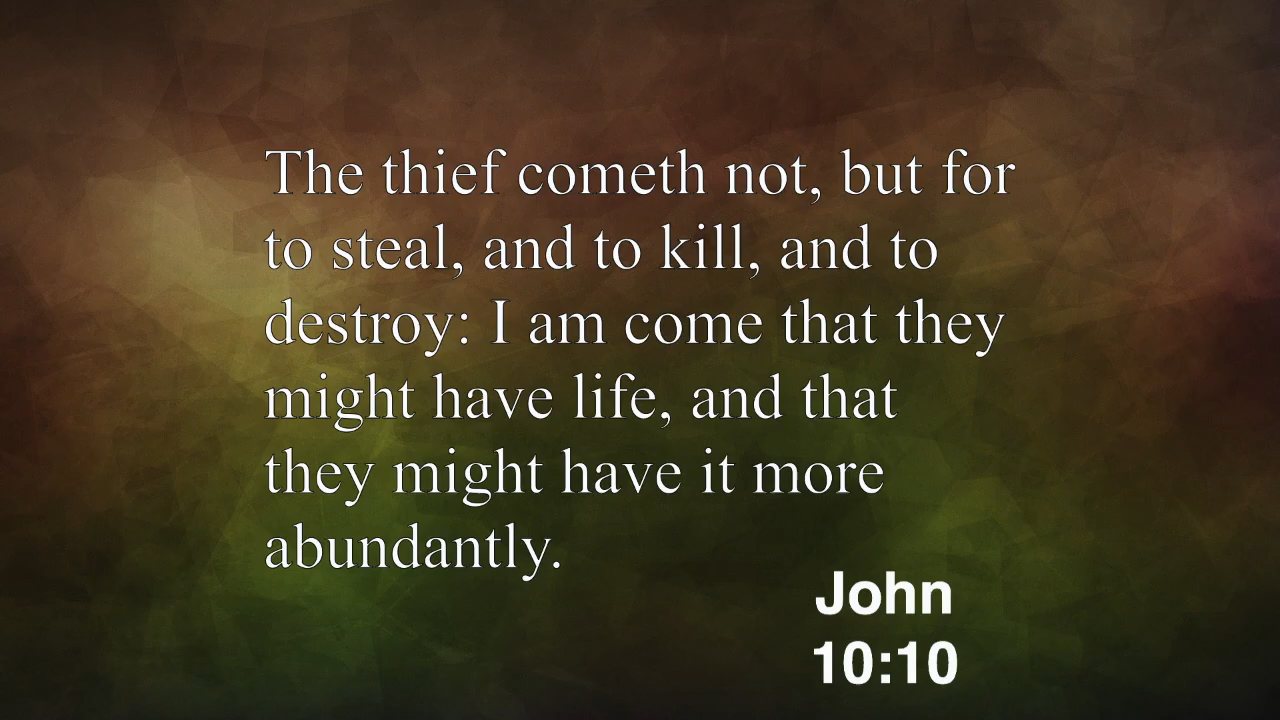 The thief cometh not, but for
to steal, and to kill, and to
destroy: I am come that they
might have life, and that
they might have it more
abundantly.
John
10:10